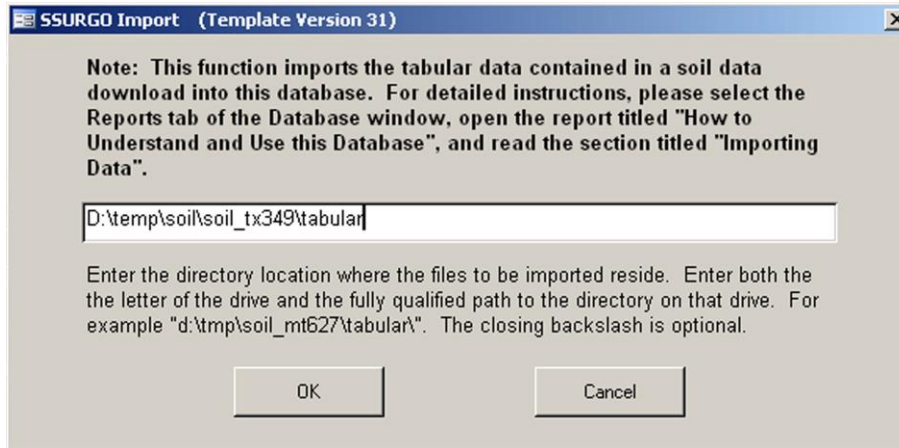 SSURGO Import (Template Version 31)
Note: This function imports the tabular data contained in a soil data
download into this database. For detailed instructions, please select the
Reports tab of the Database window, open the report titled "How to
Understand and Use this Database", and read the section titled "Importing
Data".
D:\temp\soil\soil_tx349\tabular
Enter the directory location where the files to be imported reside. Enter both the
the letter of the drive and the fully qualified path to the directory on that drive. For
example "d:\tmp\soil_mt627\tabular\". The closing backslash is optional.
OK Cancel